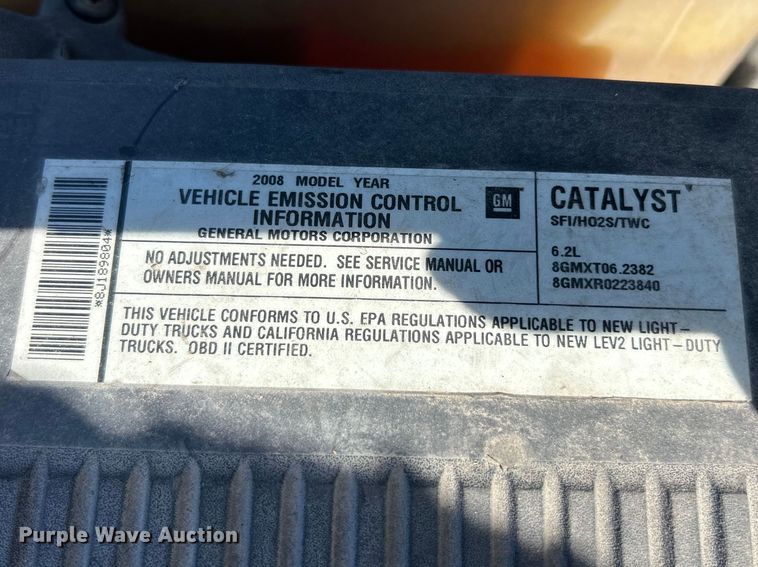 2008 MODEL YEAR
VEHICLE EMISSION CONTROL
INFORMATION
GENERAL MOTORS CORPORATION
GM
NO ADJUSTMENTS NEEDED. SEE SERVICE MANUAL OR
OWNERS MANUAL FOR MORE INFORMATION.
CATALYST
SFI/HO2S/TWC
6.2L
8GMXT06.2382
8GMXR0223840
THIS VEHICLE CONFORMS TO U.S. EPA REGULATIONS APPLICABLE TO NEW LIGHT-
DUTY TRUCKS AND CALIFORNIA REGULATIONS APPLICABLE TO NEW LEV2 LIGHT-DUTY
TRUCKS. OBD II CERTIFIED.
*8J189804*
Purple Wave Auction